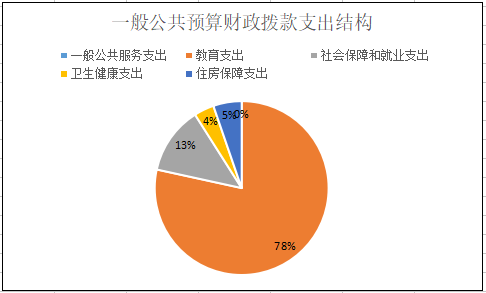 一般公共预算财政拨款支出结构
一般公共服务支出 教育支出 社会保障和就业支出
卫生健康支出 住房保障支出
5% 0%
4%
13%
78%